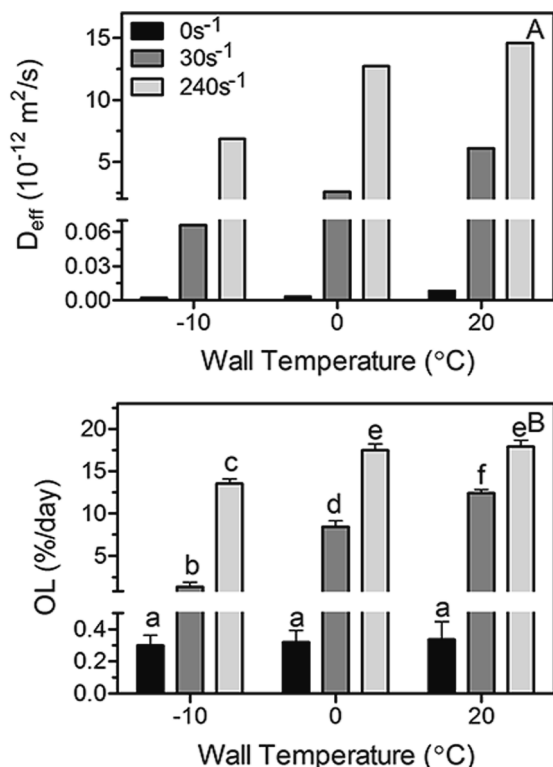 A
0s⁻¹
30s⁻¹
240s⁻¹
D_eff (10⁻¹² m²/s)
15
10
5
0.06
0.03
0.00
-10 0 20
Wall Temperature (°C)
B
OL (%/day)
20
15
10
5
0.4
0.2
0.0
a b c a d e a f e
-10 0 20
Wall Temperature (°C)